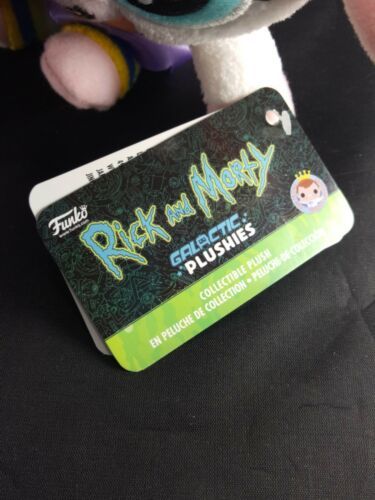 Funko
RICK AND MORTY
GALACTIC
PLUSHIES
COLLECTIBLE PLUSH
EN PELUCHE DE COLLECTION • PELUCHE DE COLECCIÓN